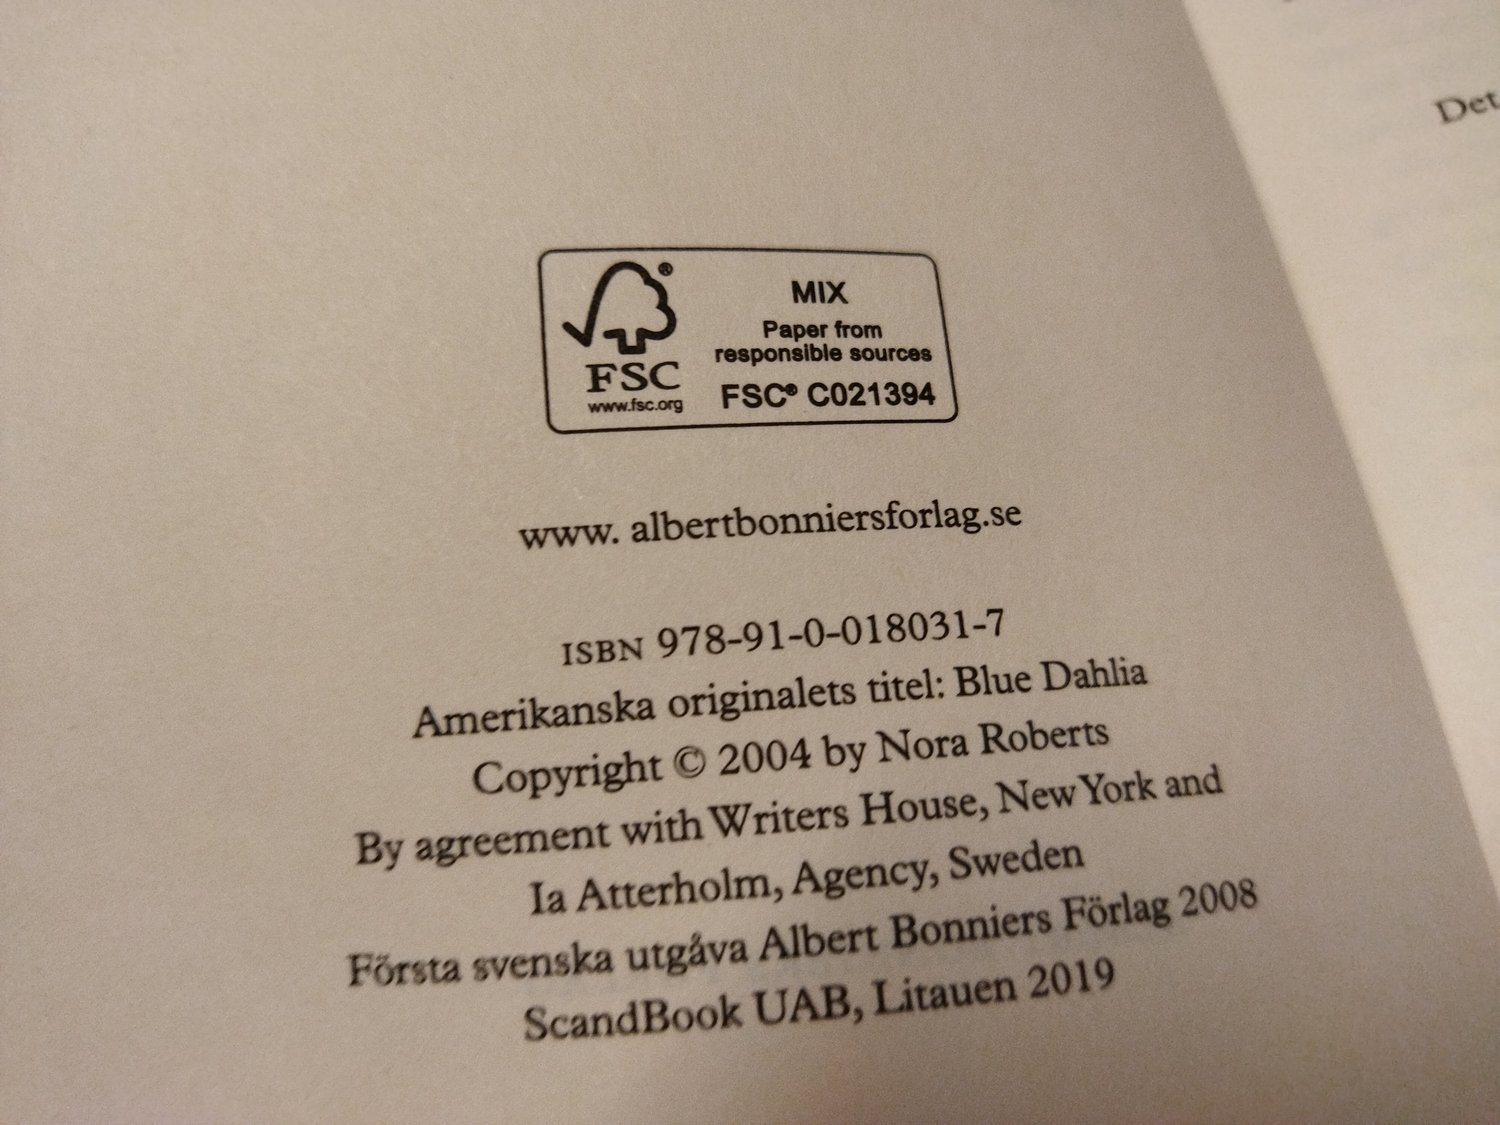 MIX
Paper from
responsible sources
FSC® C021394
®
FSC
www.fsc.org
www. albertbonniersforlag.se
ISBN 978-91-0-018031-7
Amerikanska originalets titel: Blue Dahlia
Copyright © 2004 by Nora Roberts
By agreement with Writers House, New York and
Ia Atterholm, Agency, Sweden
Första svenska utgåva Albert Bonniers Förlag 2008
ScandBook UAB, Litauen 2019
Det